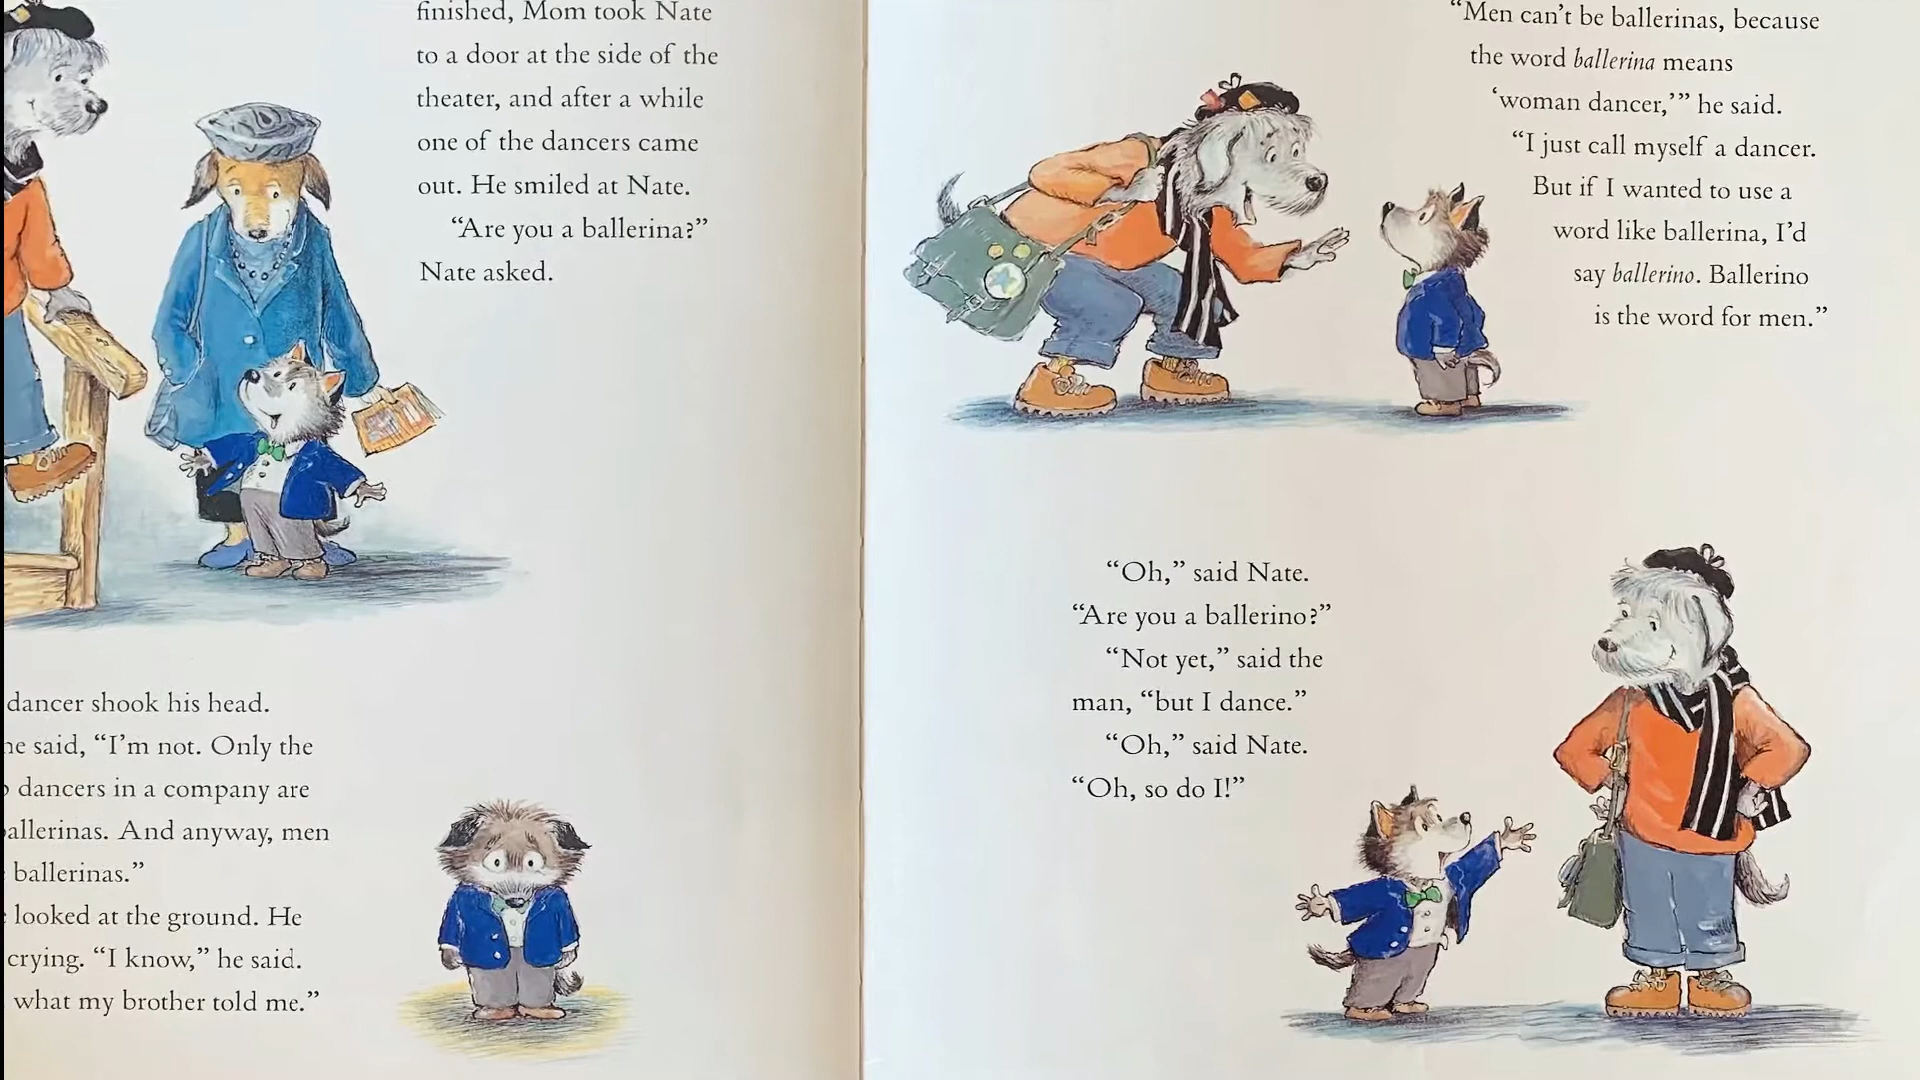 finished, Mom took Nate
to a door at the side of the
theater, and after a while
one of the dancers came
out. He smiled at Nate.
“Are you a ballerina?”
Nate asked.
dancer shook his head.
he said, “I’m not. Only the
dancers in a company are
ballerinas. And anyway, men
ballerinas.”
looked at the ground. He
crying. “I know,” he said.
what my brother told me.”
“Men can’t be ballerinas, because
the word ballerina means
‘woman dancer,’” he said.
“I just call myself a dancer.
But if I wanted to use a
word like ballerina, I’d
say ballerino. Ballerino
is the word for men.”
“Oh,” said Nate.
“Are you a ballerino?”
“Not yet,” said the
man, “but I dance.”
“Oh,” said Nate.
“Oh, so do I!”